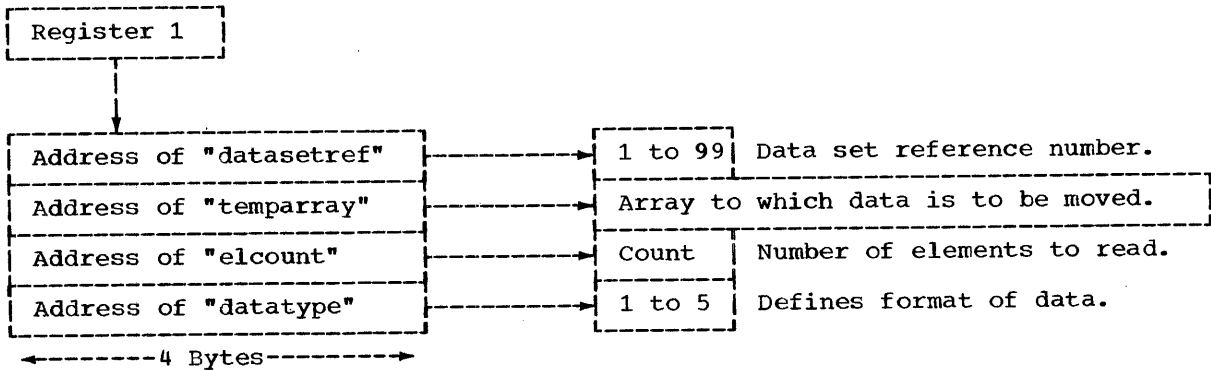 Register 1
Address of "datasetref" 1 to 99 Data set reference number.
Address of "temparray" Array to which data is to be moved.
Address of "elcount" Count Number of elements to read.
Address of "datatype" 1 to 5 Defines format of data.
4 Bytes